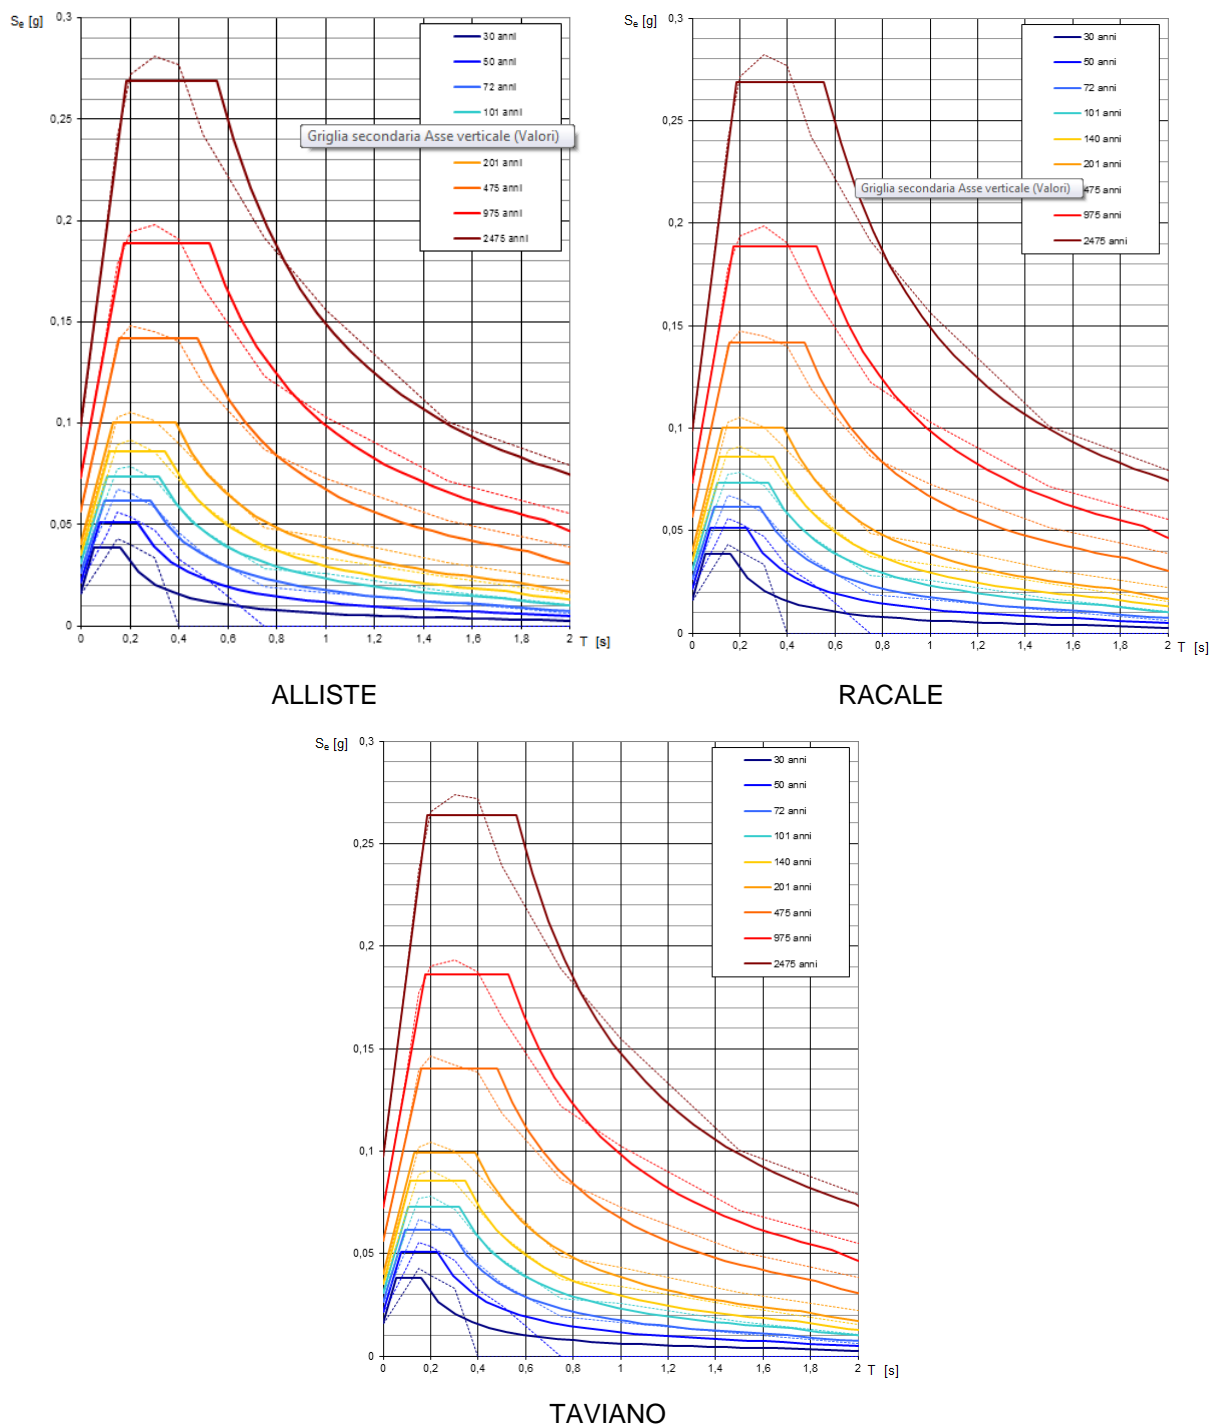 Sₑ [g]
0,3
0,25
0,2
0,15
0,1
0,05
0
0
0,2
0,4
0,6
0,8
1
1,2
1,4
1,6
1,8
2
T [s]
30 anni
50 anni
72 anni
101 anni
Griglia secondaria Asse verticale (Valori)
201 anni
475 anni
975 anni
2475 anni
ALLISTE
Sₑ [g]
0,3
0,25
0,2
0,15
0,1
0,05
0
0
0,2
0,4
0,6
0,8
1
1,2
1,4
1,6
1,8
2
T [s]
30 anni
50 anni
72 anni
101 anni
140 anni
201 anni
Griglia secondaria Asse verticale (Valori)
475 anni
975 anni
2475 anni
RACALE
Sₑ [g]
0,3
0,25
0,2
0,15
0,1
0,05
0
0
0,2
0,4
0,6
0,8
1
1,2
1,4
1,6
1,8
2
T [s]
30 anni
50 anni
72 anni
101 anni
140 anni
201 anni
475 anni
975 anni
2475 anni
TAVIANO